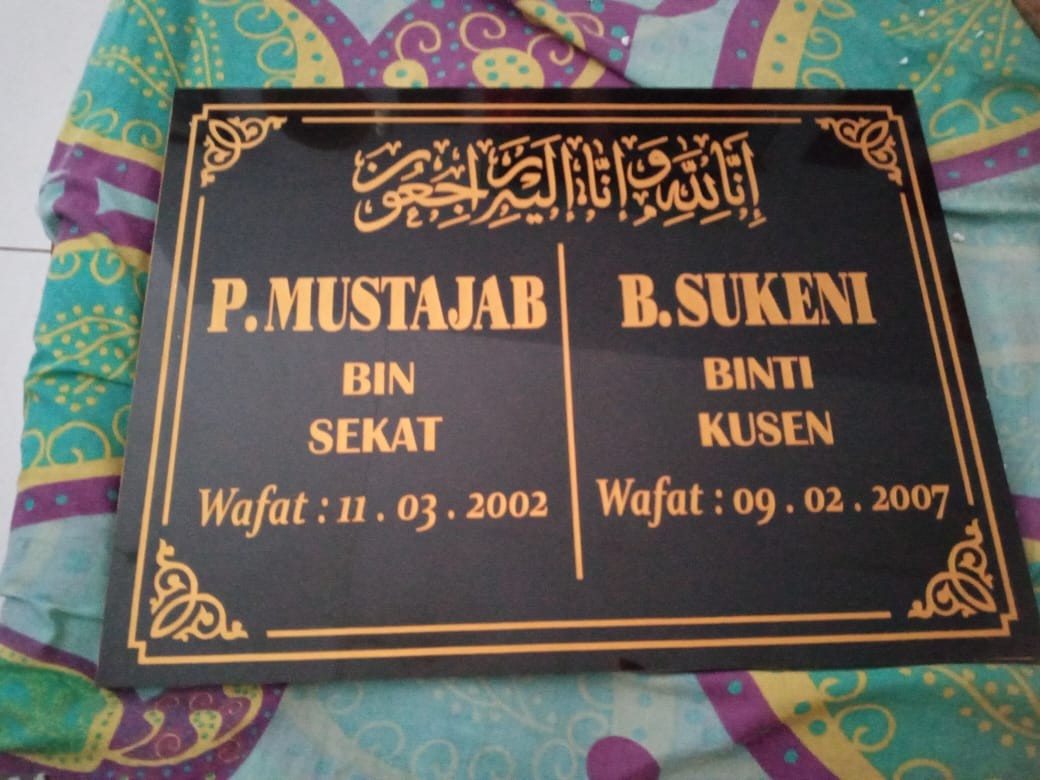 إِنَّا لِلَّٰهِ وَإِنَّا إِلَيْهِ رَاجِعُونَ
P.MUSTAJAB
BIN
SEKAT
Wafat : 11 . 03 . 2002
B.SUKENI
BINTI
KUSEN
Wafat : 09 . 02 . 2007